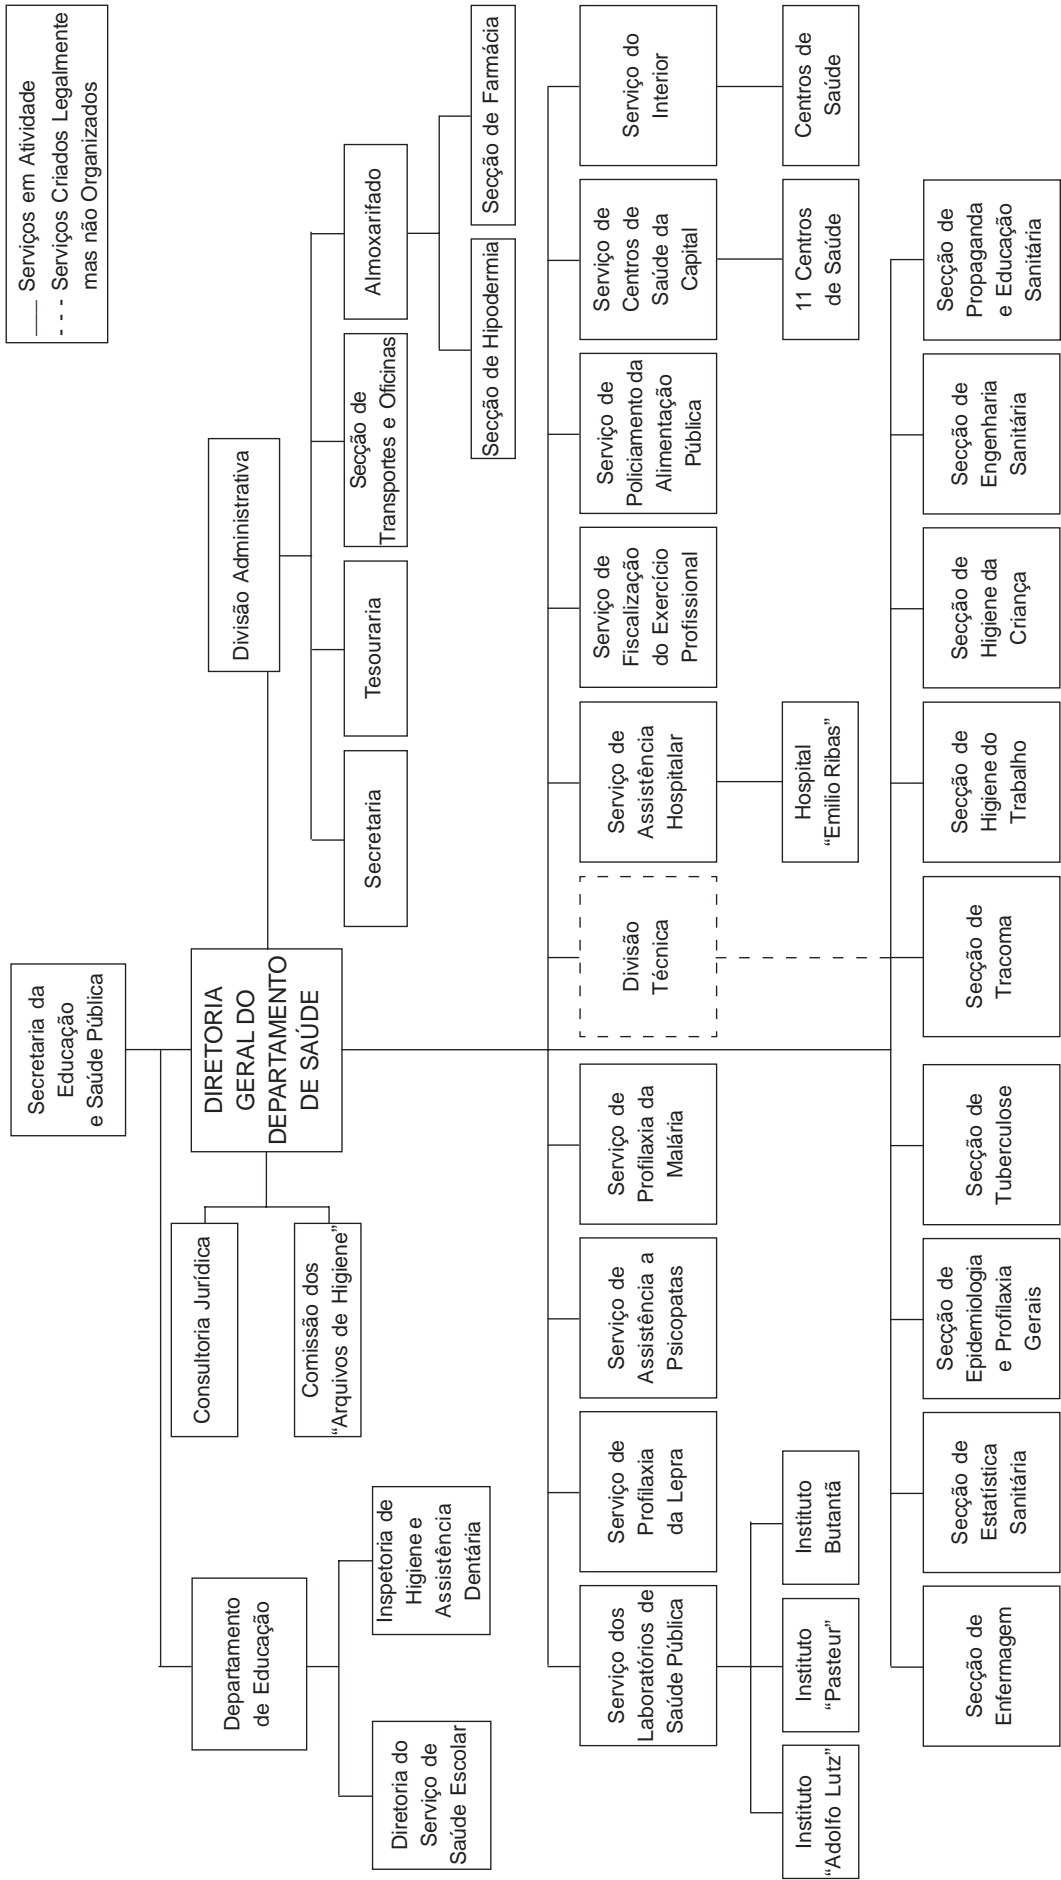 —— Serviços em Atividade
- - - Serviços Criados Legalmente
mas não Organizados
Secretaria da
Educação
e Saúde Pública
DIRETORIA
GERAL DO
DEPARTAMENTO
DE SAÚDE
Divisão Administrativa
Secretaria
Tesouraria
Secção de
Transportes e Oficinas
Almoxarifado
Secção de Hipodermia
Secção de Farmácia
Consultoria Jurídica
Comissão dos
“Arquivos de Higiene”
Departamento
de Educação
Diretoria do
Serviço de
Saúde Escolar
Inspetoria de
Higiene e
Assistência
Dentária
Serviço dos
Laboratórios de
Saúde Pública
Serviço de
Profilaxia
da Lepra
Serviço de
Assistência a
Psicopatas
Serviço de
Profilaxia da
Malária
Divisão
Técnica
Serviço de
Assistência
Hospitalar
Serviço de
Fiscalização
do Exercício
Profissional
Serviço de
Policiamento da
Alimentação
Pública
Serviço de
Centros de
Saúde da
Capital
Serviço do
Interior
Instituto
“Adolfo Lutz”
Instituto
“Pasteur”
Instituto
Butantã
Hospital
“Emilio Ribas”
11 Centros
de Saúde
Centros de
Saúde
Secção de
Enfermagem
Secção de
Estatística
Sanitária
Secção de
Epidemiologia
e Profilaxia
Gerais
Secção de
Tuberculose
Secção de
Tracoma
Secção de
Higiene do
Trabalho
Secção de
Higiene da
Criança
Secção de
Engenharia
Sanitária
Secção de
Propaganda
e Educação
Sanitária